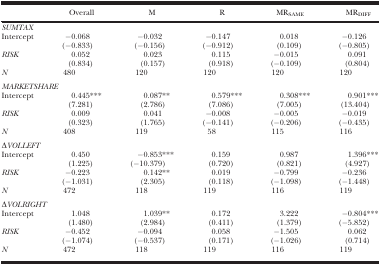 Overall M R MRSAME MRDIFF
SUMTAX
Intercept −0.068 −0.032 −0.147 0.018 −0.126
(−0.833) (−0.156) (−0.912) (0.109) (−0.805)
RISK 0.052 0.023 0.115 −0.015 0.091
(0.834) (0.157) (0.918) (−0.109) (0.804)
N 480 120 120 120 120
MARKETSHARE
Intercept 0.445*** 0.087** 0.579*** 0.308*** 0.901***
(7.281) (2.786) (7.086) (7.005) (13.404)
RISK 0.009 0.041 −0.008 −0.005 −0.019
(0.323) (1.765) (−0.141) (−0.206) (−0.435)
N 408 119 58 115 116
ΔVOLLEFT
Intercept 0.450 −0.853*** 0.159 0.987 1.396***
(1.225) (−10.379) (0.720) (0.821) (4.927)
RISK −0.223 0.142** 0.019 −0.799 −0.236
(−1.031) (2.305) (0.118) (−1.098) (−1.448)
N 472 118 119 116 119
ΔVOLRIGHT
Intercept 1.048 1.039** 0.172 3.222 −0.804***
(1.480) (2.984) (0.411) (1.379) (−5.852)
RISK −0.452 −0.094 0.058 −1.505 0.062
(−1.074) (−0.537) (0.171) (−1.026) (0.714)
N 472 118 119 116 119